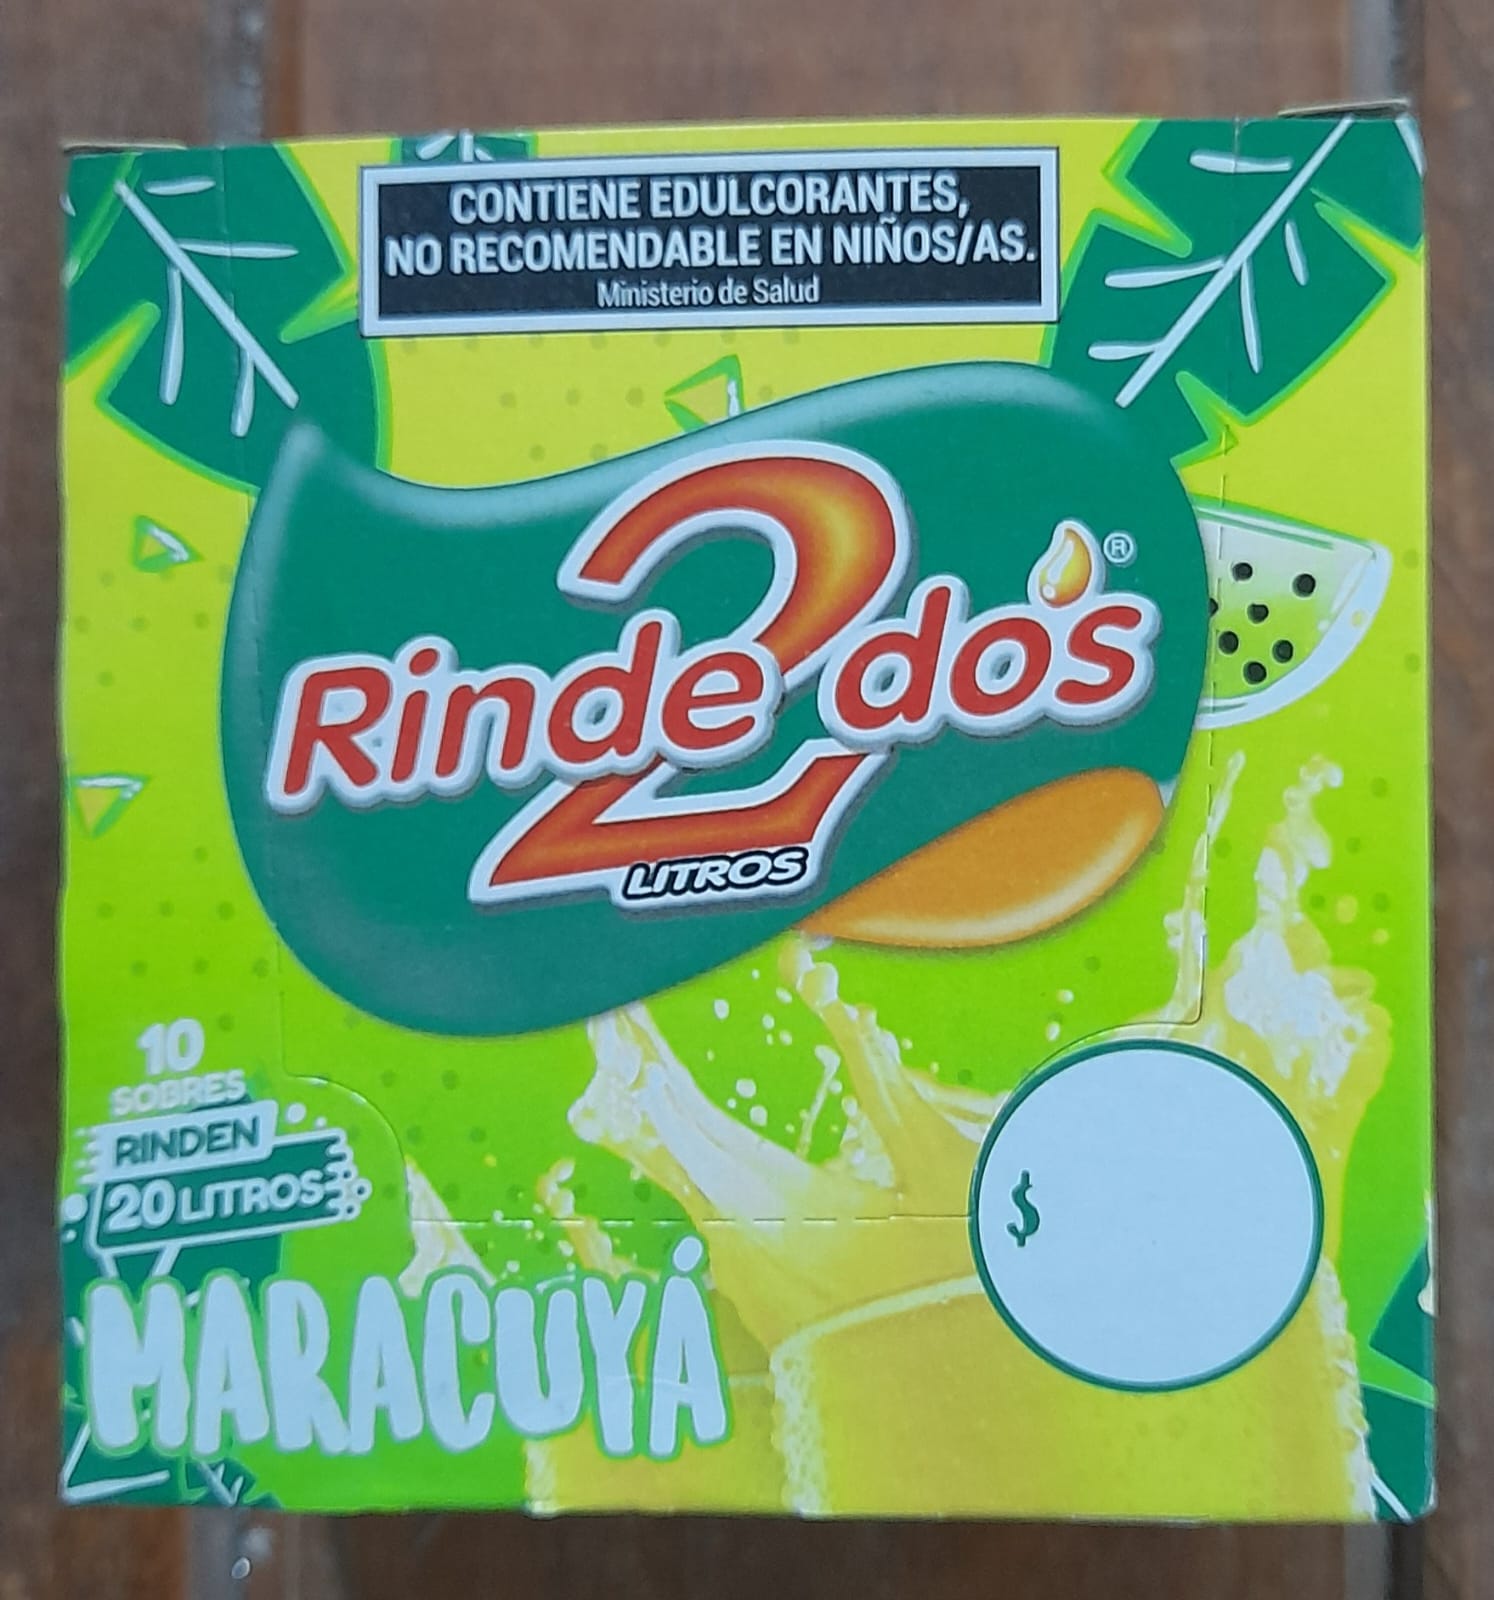 CONTIENE EDULCORANTES,
NO RECOMENDABLE EN NIÑOS/AS.
Ministerio de Salud
2
Rinde dos®
LITROS
10
SOBRES
RINDEN
20 LITROS
$
MARACUYÁ